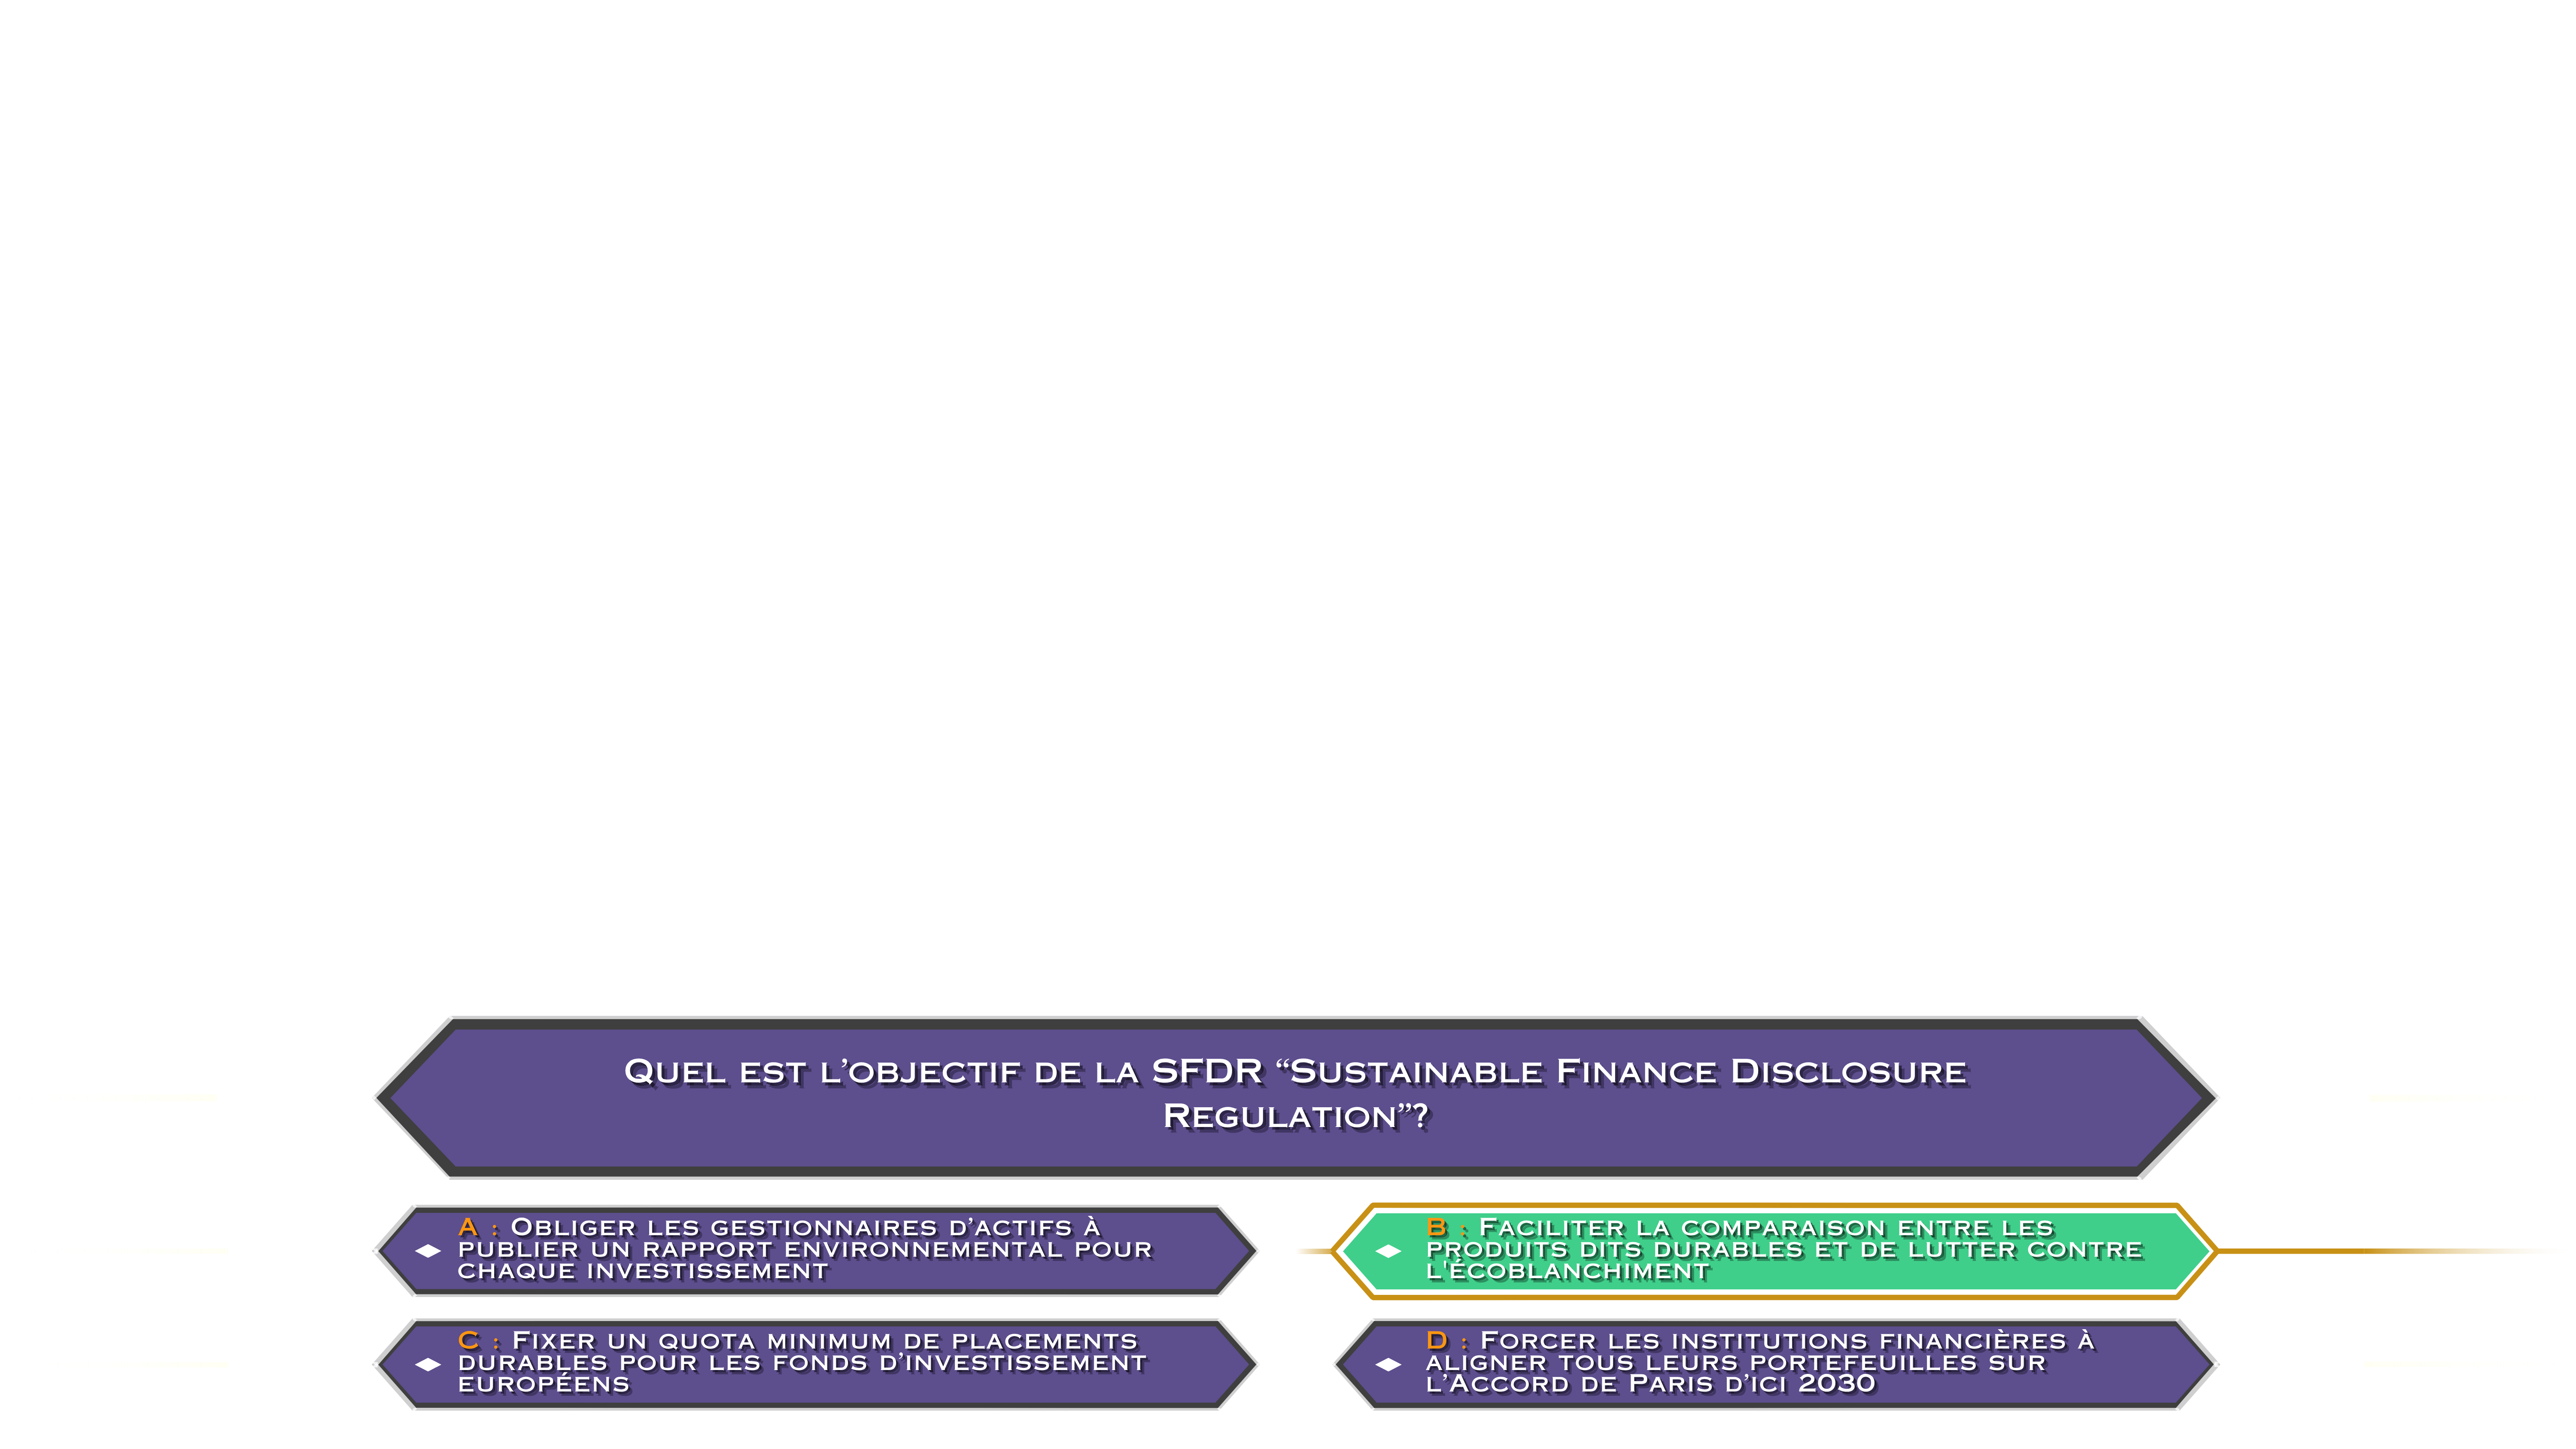 Quel est l’objectif de la SFDR “Sustainable Finance Disclosure
Regulation”?
A : Obliger les gestionnaires d’actifs à
publier un rapport environnemental pour
chaque investissement
B : Faciliter la comparaison entre les
produits dits durables et de lutter contre
l'écoblanchiment
C : Fixer un quota minimum de placements
durables pour les fonds d’investissement
européens
D : Forcer les institutions financières à
aligner tous leurs portefeuilles sur
l’Accord de Paris d’ici 2030